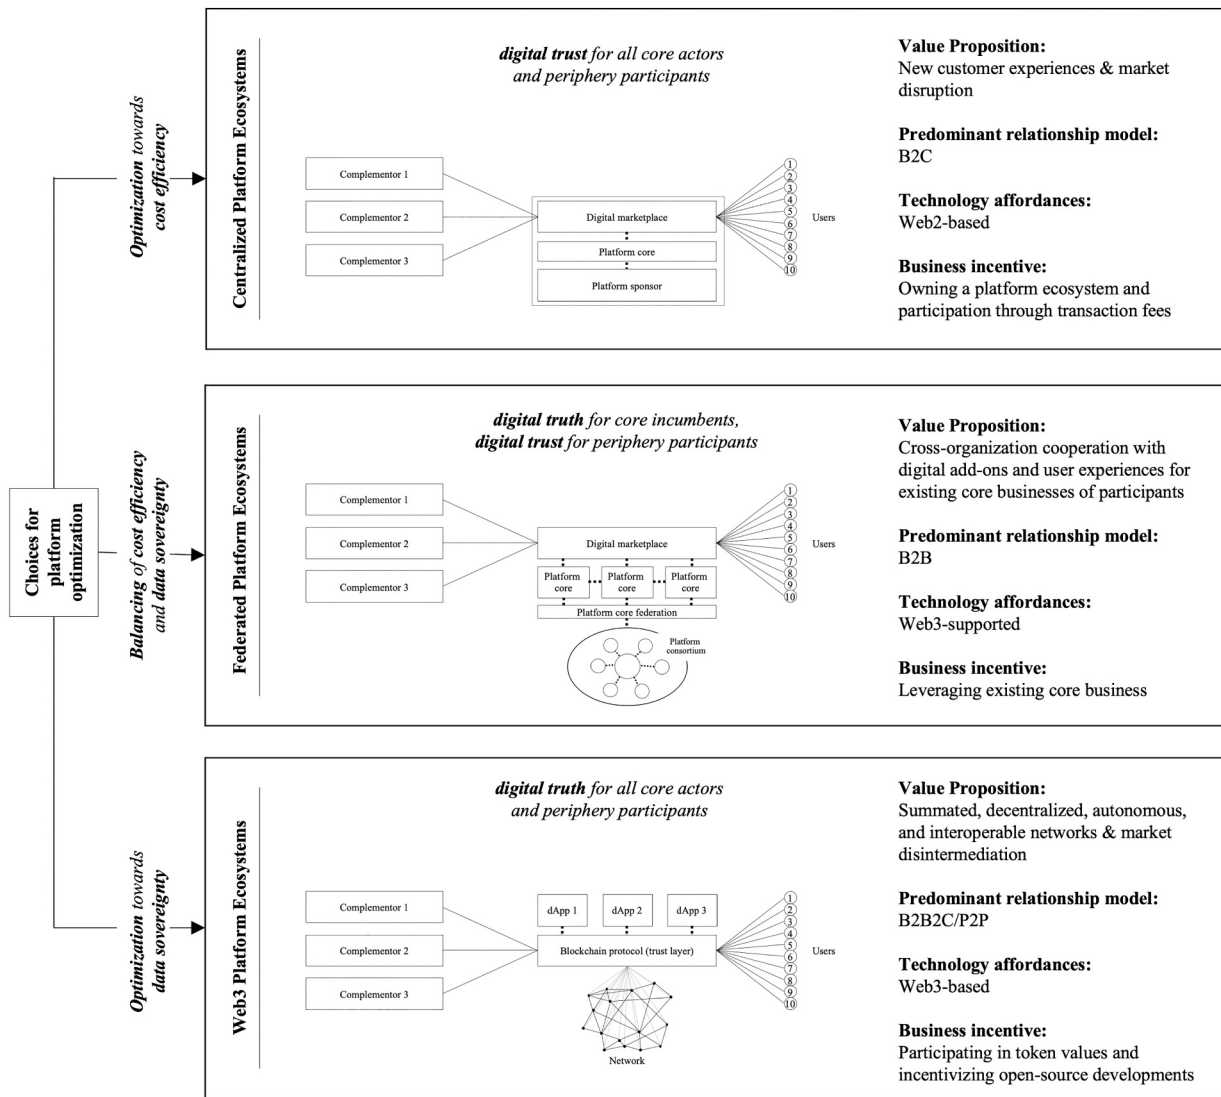 Choices for
platform
optimization
Optimization towards
cost efficiency
Centralized Platform Ecosystems
digital trust for all core actors
and periphery participants
Complementor 1
Complementor 2
Complementor 3
Digital marketplace
Platform core
Platform sponsor
1
2
3
4
5
6
7
8
9
10
Users
Value Proposition:
New customer experiences & market
disruption
Predominant relationship model:
B2C
Technology affordances:
Web2-based
Business incentive:
Owning a platform ecosystem and
participation through transaction fees
Balancing of cost efficiency
and data sovereignty
Federated Platform Ecosystems
digital truth for core incumbents,
digital trust for periphery participants
Complementor 1
Complementor 2
Complementor 3
Digital marketplace
Platform
core
Platform
core
Platform
core
Platform core federation
Platform
consortium
1
2
3
4
5
6
7
8
9
10
Users
Value Proposition:
Cross-organization cooperation with
digital add-ons and user experiences for
existing core businesses of participants
Predominant relationship model:
B2B
Technology affordances:
Web3-supported
Business incentive:
Leveraging existing core business
Optimization towards
data sovereignty
Web3 Platform Ecosystems
digital truth for all core actors
and periphery participants
Complementor 1
Complementor 2
Complementor 3
dApp 1
dApp 2
dApp 3
Blockchain protocol (trust layer)
Network
1
2
3
4
5
6
7
8
9
10
Users
Value Proposition:
Summated, decentralized, autonomous,
and interoperable networks & market
disintermediation
Predominant relationship model:
B2B2C/P2P
Technology affordances:
Web3-based
Business incentive:
Participating in token values and
incentivizing open-source developments